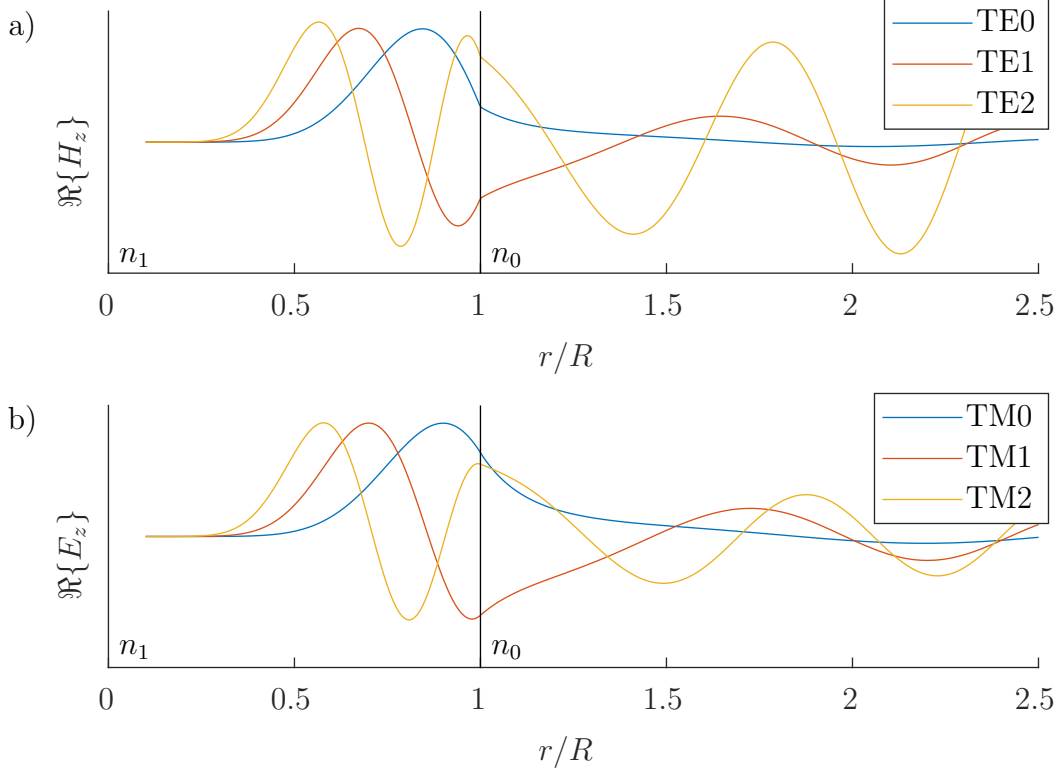 a)
TE0
TE1
TE2
ℜ{H_z}
n_1
n_0
0
0.5
1
1.5
2
2.5
r/R
b)
TM0
TM1
TM2
ℜ{E_z}
n_1
n_0
0
0.5
1
1.5
2
2.5
r/R